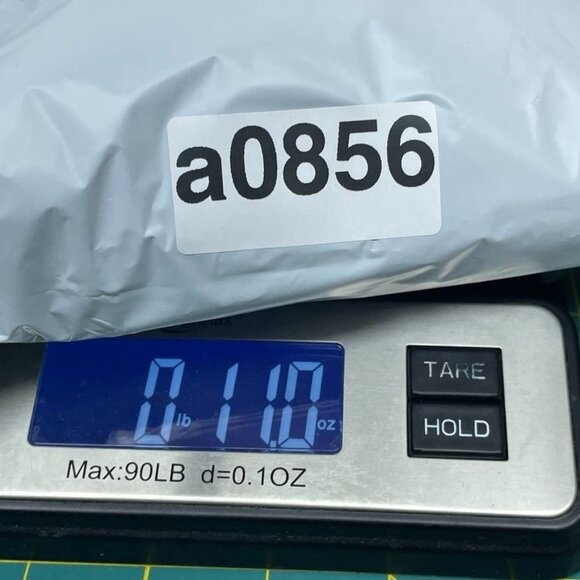 a0856
TARE
0 lb 11.0 oz
HOLD
Max:90LB d=0.1OZ